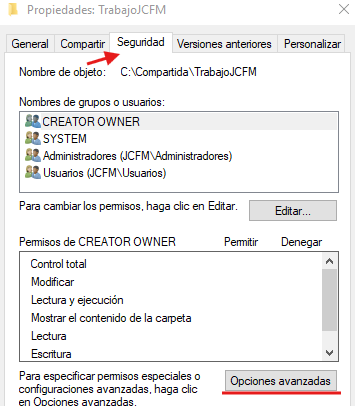 Propiedades: TrabajoJCFM
General Compartir Seguridad Versiones anteriores Personalizar
Nombre de objeto: C:\Compartida\TrabajoJCFM
Nombres de grupos o usuarios:
CREATOR OWNER
SYSTEM
Administradores (JCFM\Administradores)
Usuarios (JCFM\Usuarios)
Para cambiar los permisos, haga clic en Editar. Editar...
Permisos de CREATOR OWNER Permitir Denegar
Control total
Modificar
Lectura y ejecución
Mostrar el contenido de la carpeta
Lectura
Escritura
Para especificar permisos especiales o
configuraciones avanzadas, haga clic
en Opciones avanzadas.
Opciones avanzadas